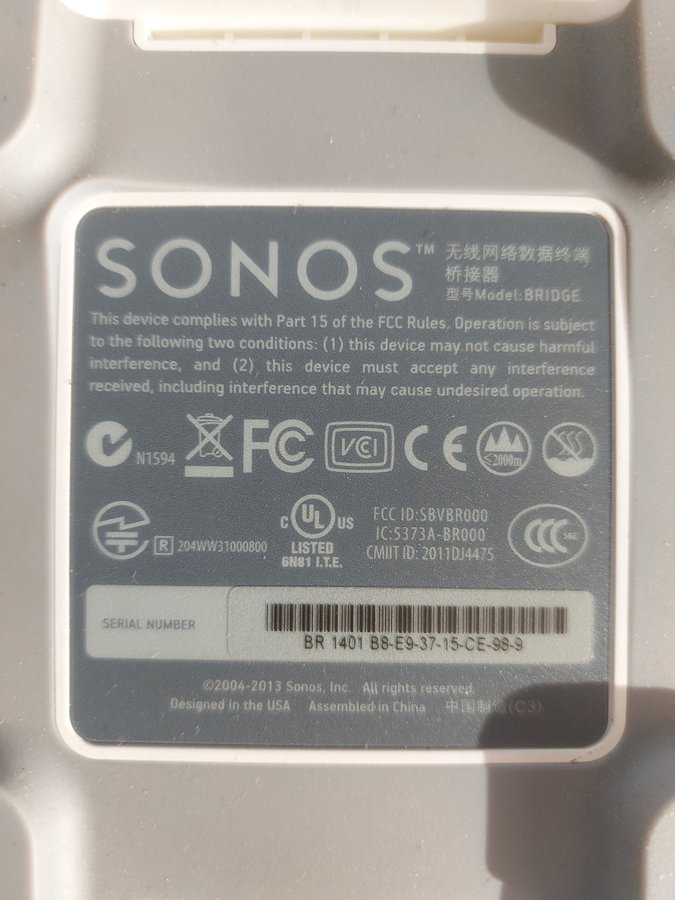 SONOS™
无线网络数据终端
桥接器
型号Model: BRIDGE
This device complies with Part 15 of the FCC Rules. Operation is subject
to the following two conditions: (1) this device may not cause harmful
interference, and (2) this device must accept any interference
received, including interference that may cause undesired operation.
N1594
FC
VCI
CE
<2000m
R 204WW31000800
C UL US
LISTED
6N81 I.T.E.
FCC ID:SBVBR000
IC:5373A-BR000
CMIIT ID: 2011DJ4475
CCC
SERIAL NUMBER
BR 1401 B8-E9-37-15-CE-98-9
©2004-2013 Sonos, Inc. All rights reserved.
Designed in the USA Assembled in China 中国制造(C3)